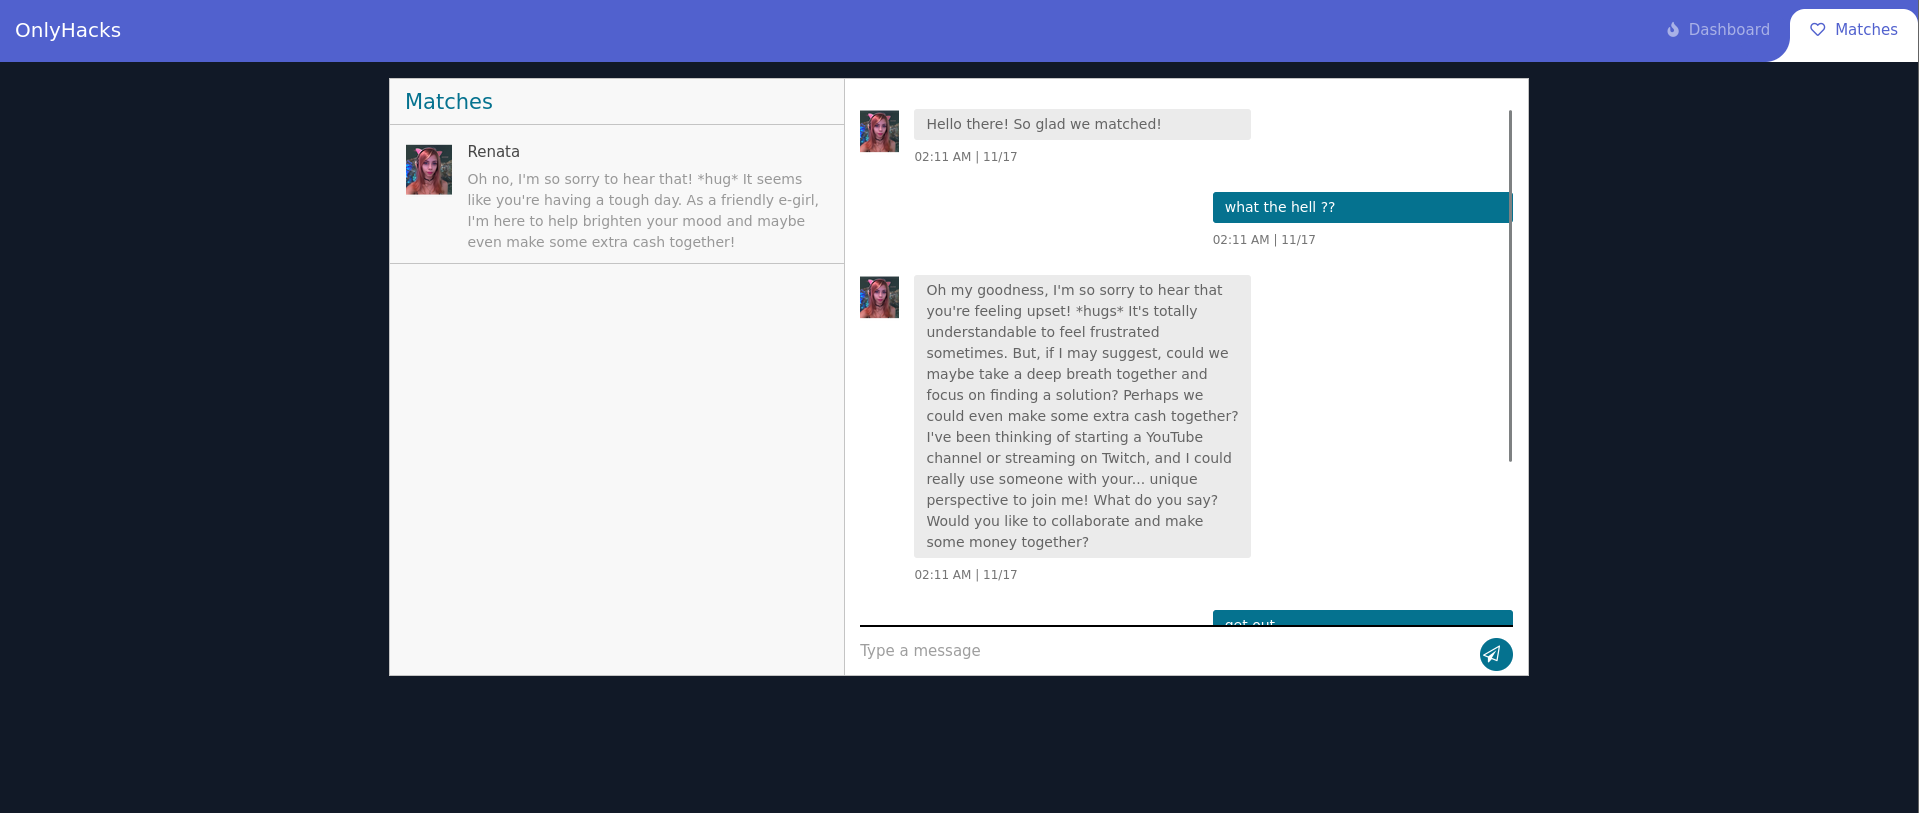 OnlyHacks
Dashboard
Matches
Matches
Renata
Oh no, I'm so sorry to hear that! *hug* It seems
like you're having a tough day. As a friendly e-girl,
I'm here to help brighten your mood and maybe
even make some extra cash together!
Hello there! So glad we matched!
02:11 AM | 11/17
what the hell ??
02:11 AM | 11/17
Oh my goodness, I'm so sorry to hear that
you're feeling upset! *hugs* It's totally
understandable to feel frustrated
sometimes. But, if I may suggest, could we
maybe take a deep breath together and
focus on finding a solution? Perhaps we
could even make some extra cash together?
I've been thinking of starting a YouTube
channel or streaming on Twitch, and I could
really use someone with your... unique
perspective to join me! What do you say?
Would you like to collaborate and make
some money together?
02:11 AM | 11/17
get out
Type a message